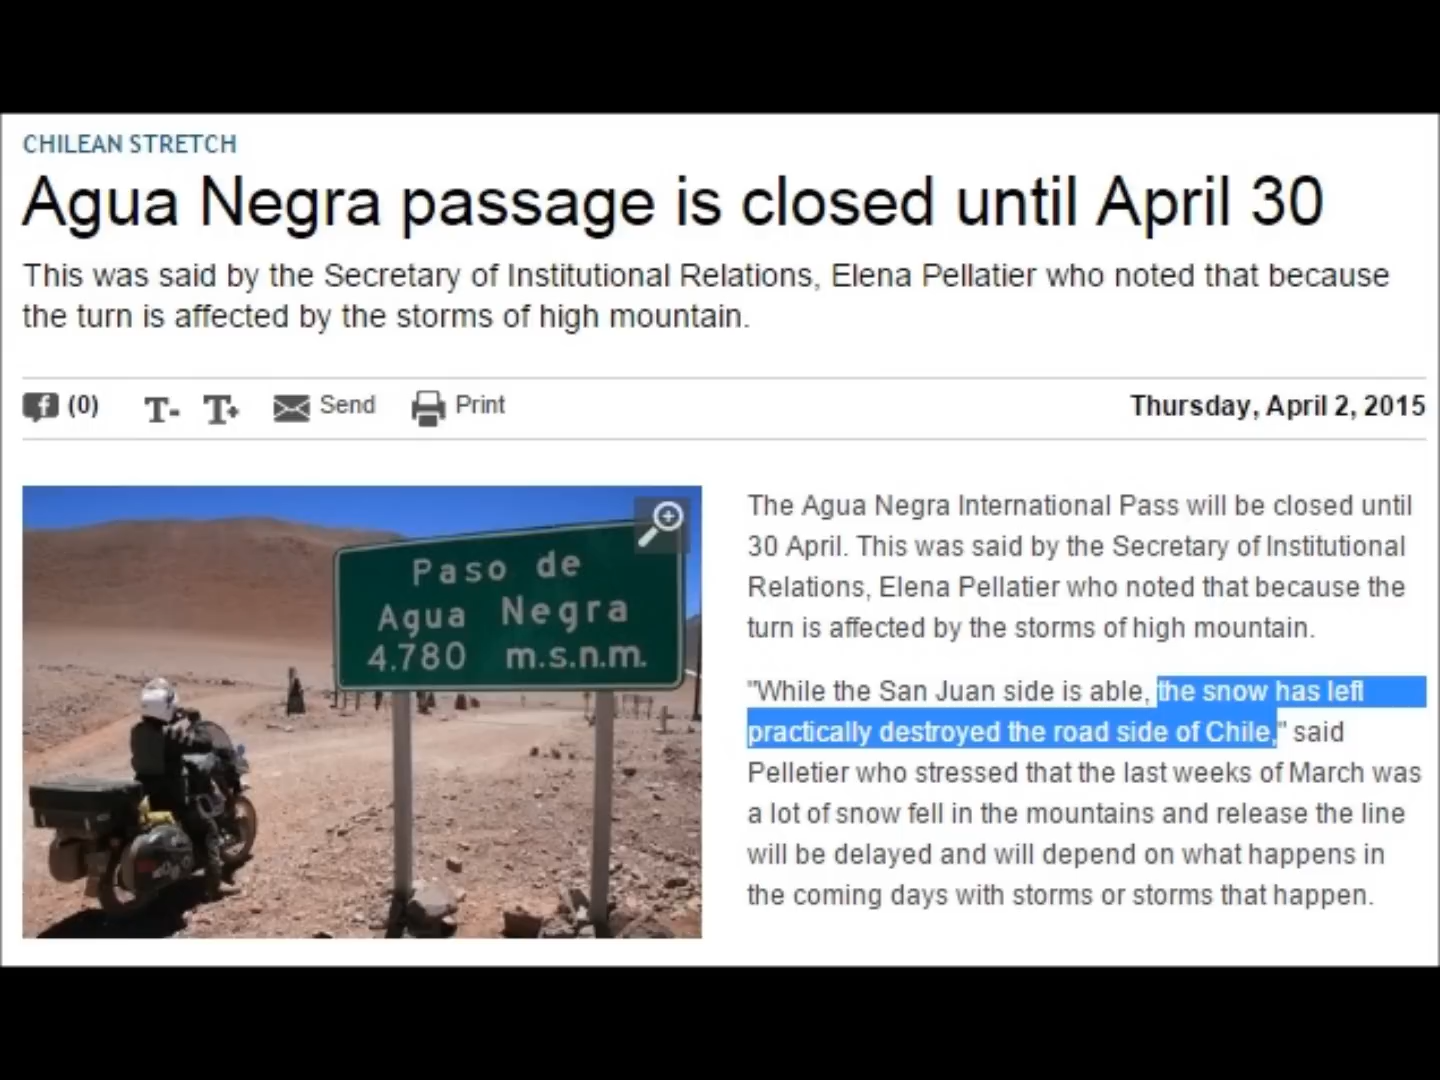 CHILEAN STRETCH
Agua Negra passage is closed until April 30
This was said by the Secretary of Institutional Relations, Elena Pellatier who noted that because
the turn is affected by the storms of high mountain.
f (0) T- T+ Send Print Thursday, April 2, 2015
Paso de
Agua Negra
4.780 m.s.n.m.
The Agua Negra International Pass will be closed until
30 April. This was said by the Secretary of Institutional
Relations, Elena Pellatier who noted that because the
turn is affected by the storms of high mountain.
"While the San Juan side is able, the snow has left
practically destroyed the road side of Chile," said
Pelletier who stressed that the last weeks of March was
a lot of snow fell in the mountains and release the line
will be delayed and will depend on what happens in
the coming days with storms or storms that happen.